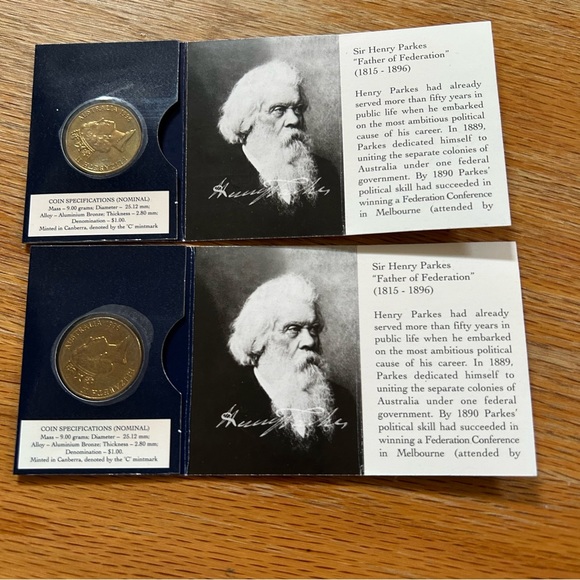 Sir Henry Parkes
"Father of Federation"
(1815 - 1896)
Henry Parkes had already
served more than fifty years in
public life when he embarked
on the most ambitious political
cause of his career. In 1889,
Parkes dedicated himself to
uniting the separate colonies of
Australia under one federal
government. By 1890 Parkes'
political skill had succeeded in
winning a Federation Conference
in Melbourne (attended by
Henry Parkes
COIN SPECIFICATIONS (NOMINAL)
Mass – 9.00 grams; Diameter – 25.12 mm;
Alloy – Aluminium Bronze; Thickness – 2.80 mm;
Denomination – $1.00.
Minted in Canberra, denoted by the 'C' mintmark
Sir Henry Parkes
"Father of Federation"
(1815 - 1896)
Henry Parkes had already
served more than fifty years in
public life when he embarked
on the most ambitious political
cause of his career. In 1889,
Parkes dedicated himself to
uniting the separate colonies of
Australia under one federal
government. By 1890 Parkes'
political skill had succeeded in
winning a Federation Conference
in Melbourne (attended by
Henry Parkes
COIN SPECIFICATIONS (NOMINAL)
Mass – 9.00 grams; Diameter – 25.12 mm;
Alloy – Aluminium Bronze; Thickness – 2.80 mm;
Denomination – $1.00.
Minted in Canberra, denoted by the 'C' mintmark